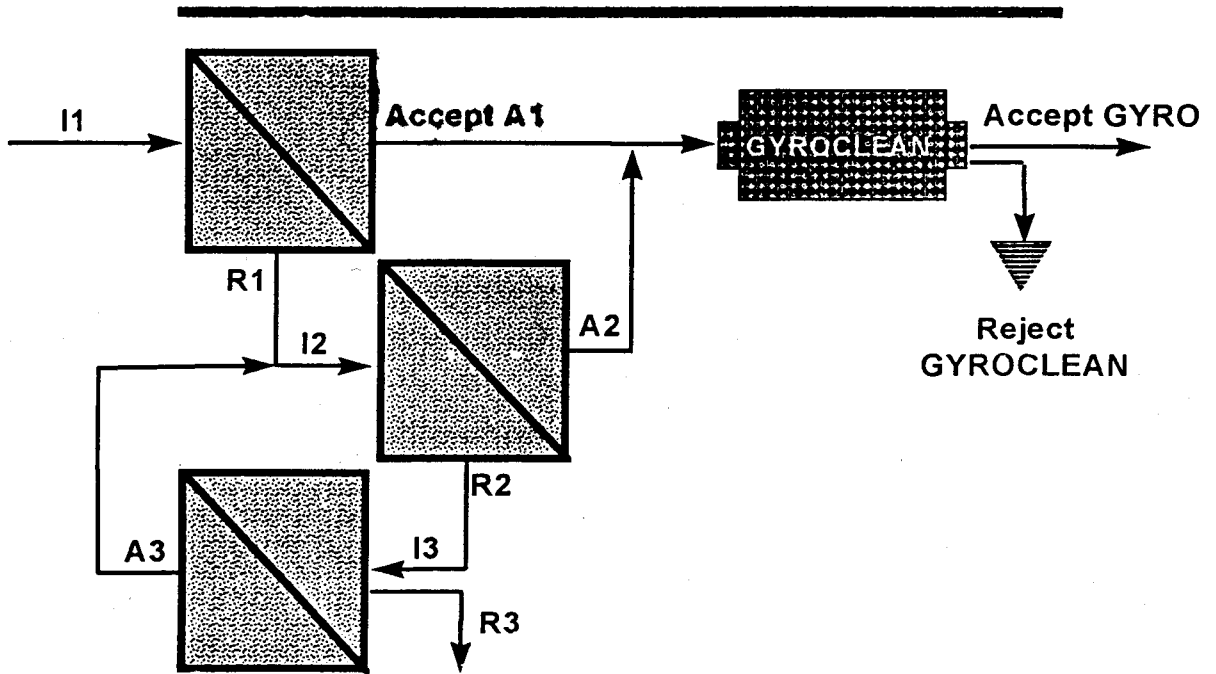 I1
Accept A1
GYROCLEAN
Accept GYRO
R1
I2
A2
Reject
GYROCLEAN
R2
A3
I3
R3